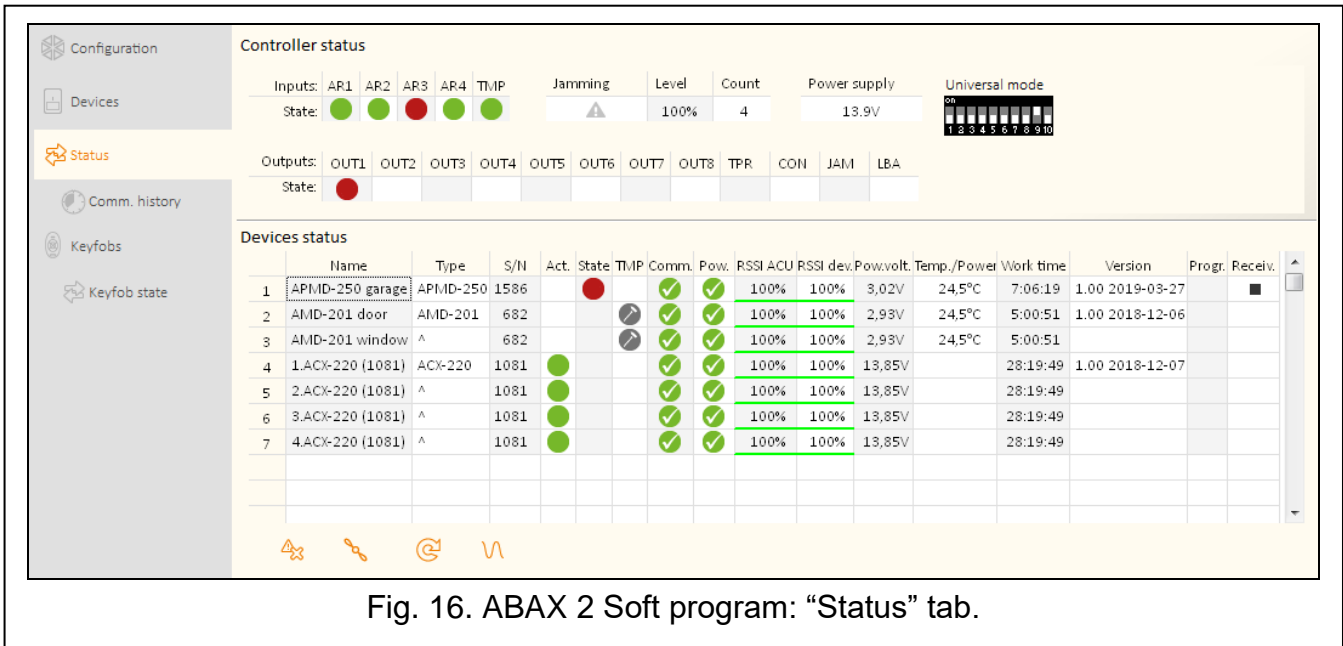 Configuration
Devices
Status
Comm. history
Keyfobs
Keyfob state
Controller status
Inputs: AR1 AR2 AR3 AR4 TMP Jamming Level Count Power supply Universal mode
State: 100% 4 13.9V
on
1 2 3 4 5 6 7 8 9 10
Outputs: OUT1 OUT2 OUT3 OUT4 OUT5 OUT6 OUT7 OUT8 TPR CON JAM LBA
State:
Devices status
Name Type S/N Act. State TMP Comm. Pow. RSSI ACU RSSI dev. Pow.volt. Temp./Power Work time Version Progr. Receiv.
1 APMD-250 garage APMD-250 1586 100% 100% 3,02V 24,5°C 7:06:19 1.00 2019-03-27
2 AMD-201 door AMD-201 682 100% 100% 2,93V 24,5°C 5:00:51 1.00 2018-12-06
3 AMD-201 window ^ 682 100% 100% 2,93V 24,5°C 5:00:51
4 1.ACX-220 (1081) ACX-220 1081 100% 100% 13,85V 28:19:49 1.00 2018-12-07
5 2.ACX-220 (1081) ^ 1081 100% 100% 13,85V 28:19:49
6 3.ACX-220 (1081) ^ 1081 100% 100% 13,85V 28:19:49
7 4.ACX-220 (1081) ^ 1081 100% 100% 13,85V 28:19:49
Fig. 16. ABAX 2 Soft program: “Status” tab.